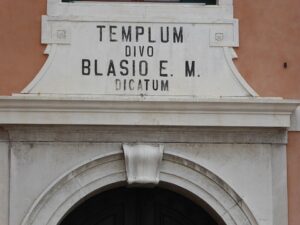 TEMPLUM
DIVO
BLASIO E. M.
DICATUM